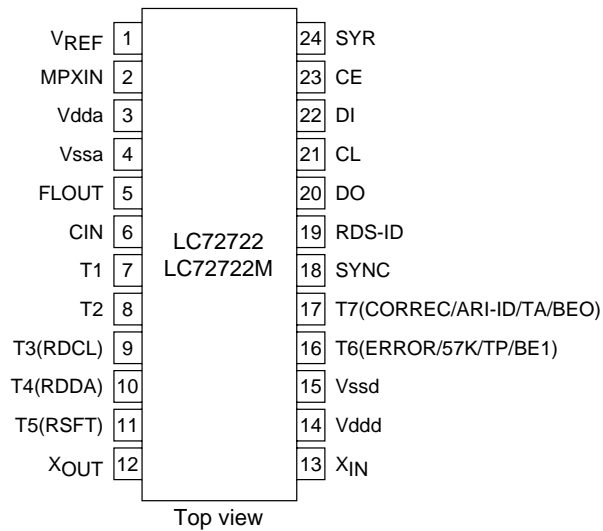 VREF 1 24 SYR
MPXIN 2 23 CE
Vdda 3 22 DI
Vssa 4 21 CL
FLOUT 5 20 DO
CIN 6 19 RDS-ID
LC72722
T1 7 18 SYNC
LC72722M
T2 8 17 T7(CORREC/ARI-ID/TA/BEO)
T3(RDCL) 9 16 T6(ERROR/57K/TP/BE1)
T4(RDDA) 10 15 Vssd
T5(RSFT) 11 14 Vddd
XOUT 12 13 XIN
Top view